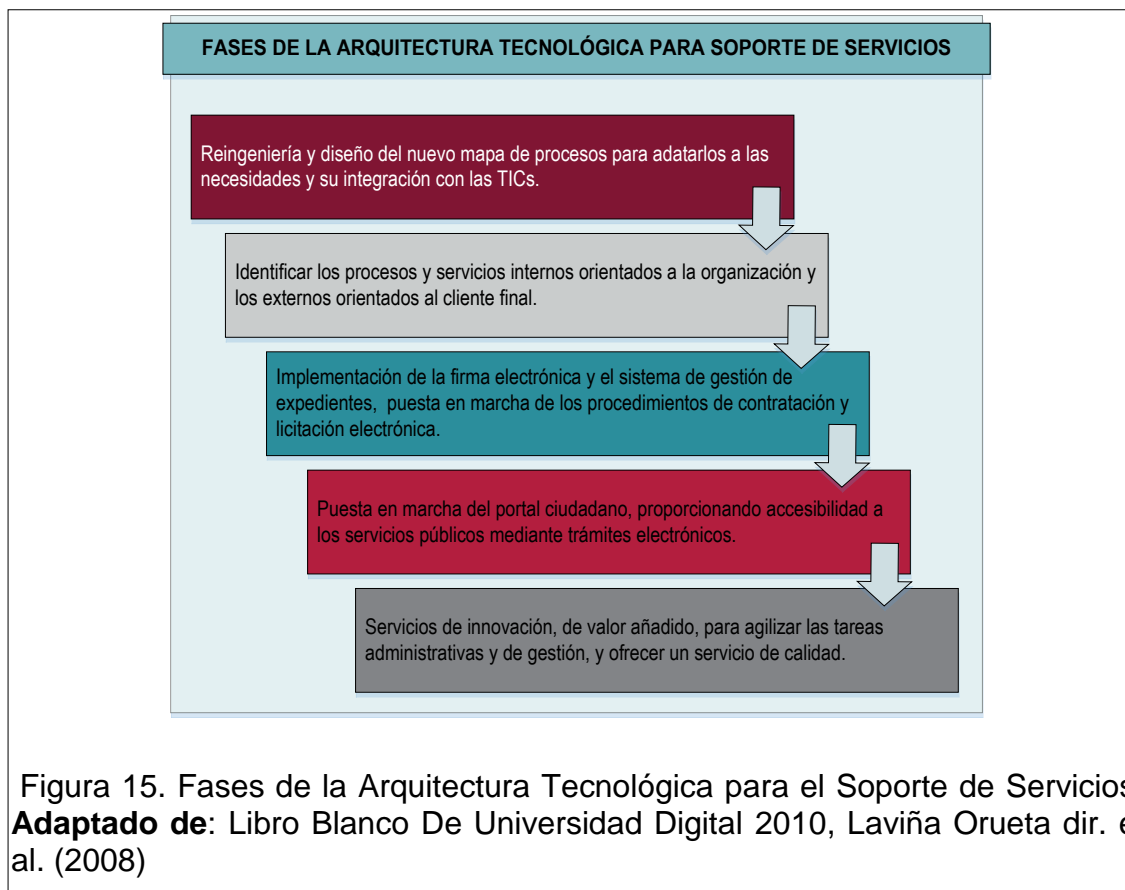 FASES DE LA ARQUITECTURA TECNOLÓGICA PARA SOPORTE DE SERVICIOS
Reingeniería y diseño del nuevo mapa de procesos para adatarlos a las
necesidades y su integración con las TICs.
Identificar los procesos y servicios internos orientados a la organización y
los externos orientados al cliente final.
Implementación de la firma electrónica y el sistema de gestión de
expedientes, puesta en marcha de los procedimientos de contratación y
licitación electrónica.
Puesta en marcha del portal ciudadano, proporcionando accesibilidad a
los servicios públicos mediante trámites electrónicos.
Servicios de innovación, de valor añadido, para agilizar las tareas
administrativas y de gestión, y ofrecer un servicio de calidad.
Figura 15. Fases de la Arquitectura Tecnológica para el Soporte de Servicios
Adaptado de: Libro Blanco De Universidad Digital 2010, Laviña Orueta dir. e
al. (2008)